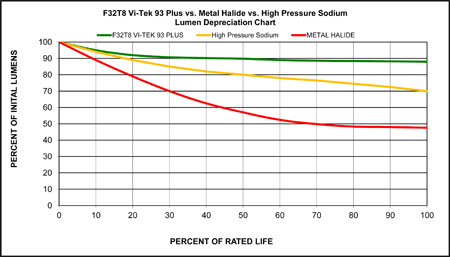 F32T8 Vi-Tek 93 Plus vs. Metal Halide vs. High Pressure Sodium
Lumen Depreciation Chart
F32T8 VI-TEK 93 PLUS High Pressure Sodium METAL HALIDE
PERCENT OF INITAL LUMENS
100
90
80
70
60
50
40
30
20
10
0
0 10 20 30 40 50 60 70 80 90 100
PERCENT OF RATED LIFE